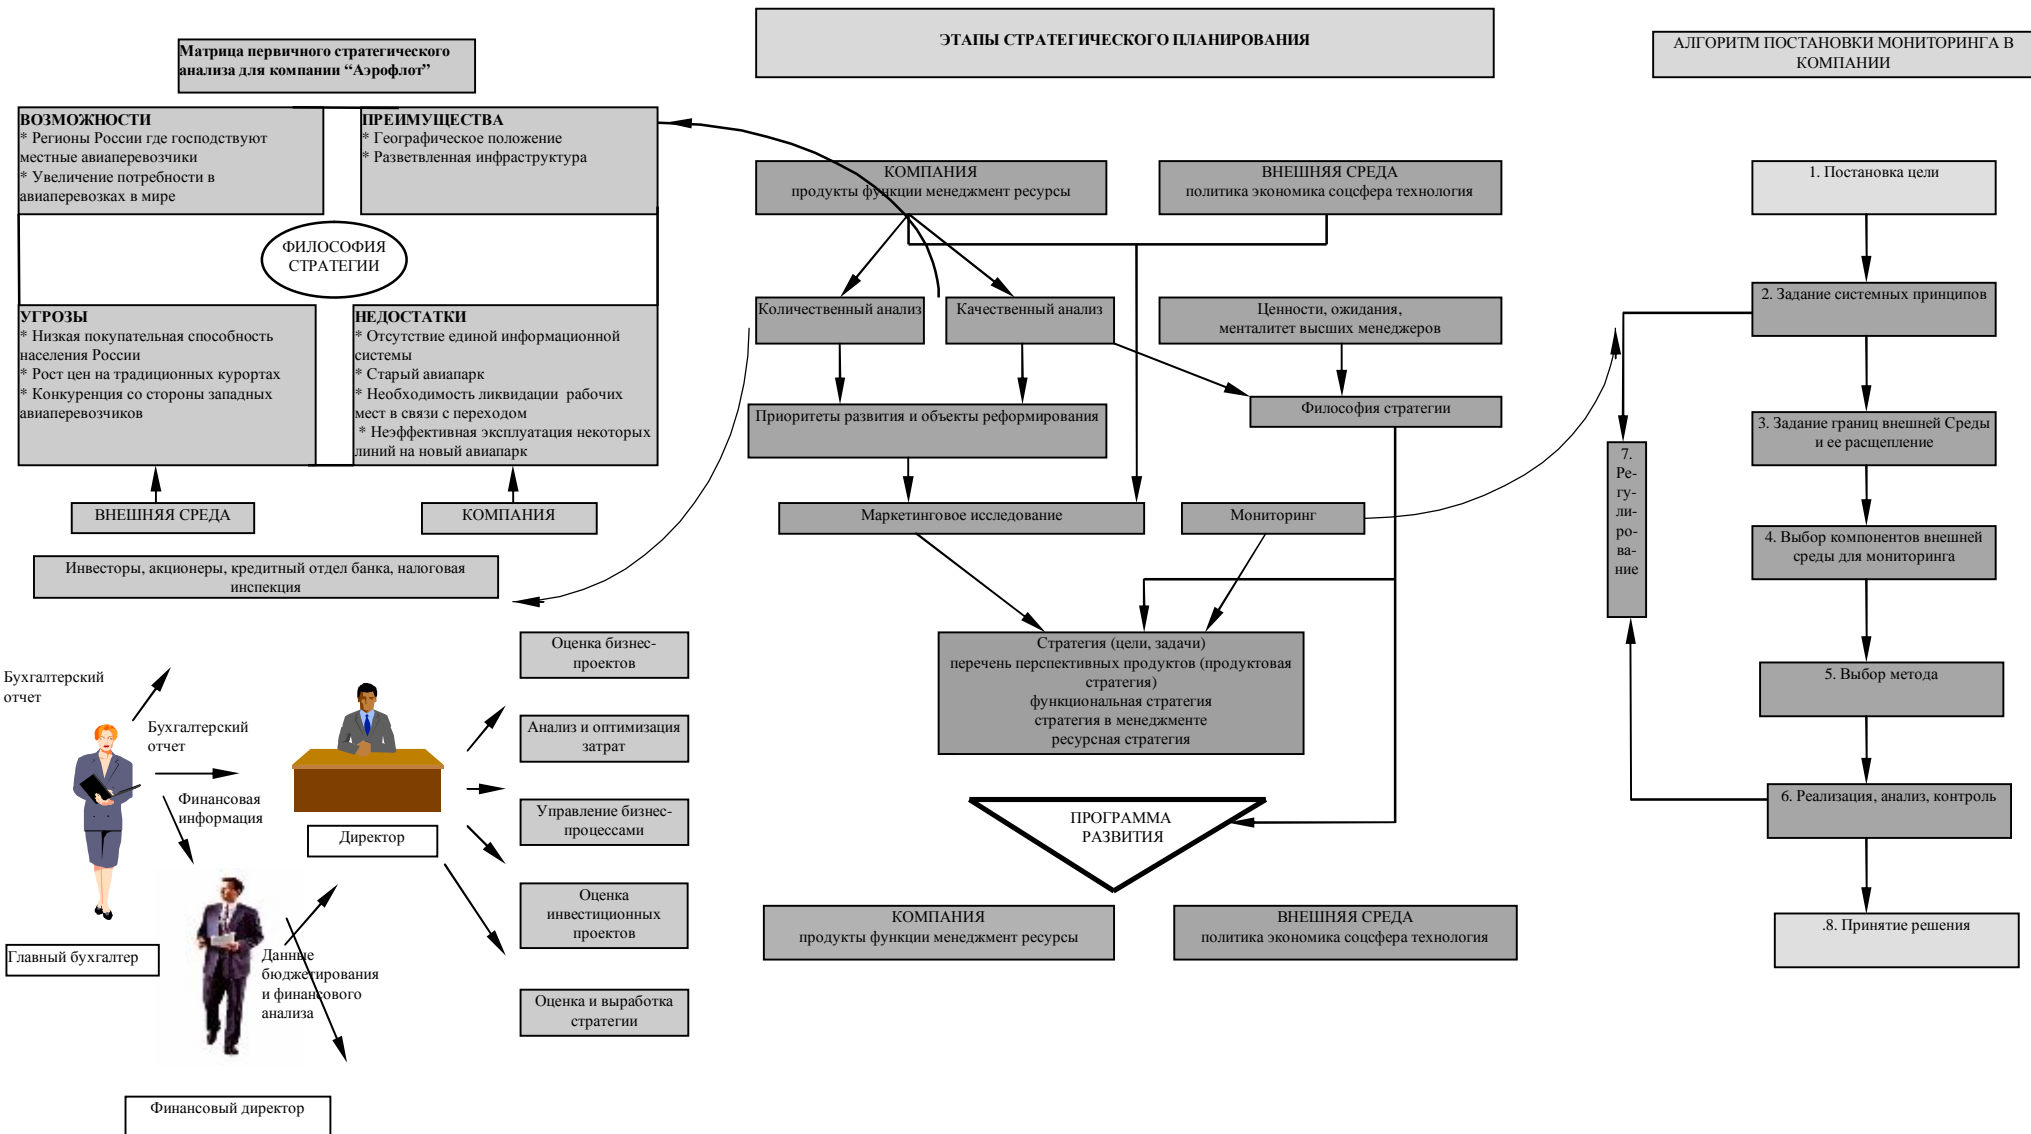 Матрица первичного стратегического
анализа для компании “Аэрофлот”
ВОЗМОЖНОСТИ
* Регионы России где господствуют
местные авиаперевозчики
* Увеличение потребности в
авиаперевозках в мире
ПРЕИМУЩЕСТВА
* Географическое положение
* Разветвленная инфраструктура
ФИЛОСОФИЯ
СТРАТЕГИИ
УГРОЗЫ
* Низкая покупательная способность
населения России
* Рост цен на традиционных курортах
* Конкуренция со стороны западных
авиаперевозчиков
НЕДОСТАТКИ
* Отсутствие единой информационной
системы
* Старый авиапарк
* Необходимость ликвидации рабочих
мест в связи с переходом
* Неэффективная эксплуатация некоторых
линий на новый авиапарк
ВНЕШНЯЯ СРЕДА
КОМПАНИЯ
Инвесторы, акционеры, кредитный отдел банка, налоговая
инспекция
Бухгалтерский
отчет
Бухгалтерский
отчет
Финансовая
информация
Директор
Главный бухгалтер
Данные
бюджетирования
и финансового
анализа
Финансовый директор
Оценка бизнес-
проектов
Анализ и оптимизация
затрат
Управление бизнес-
процессами
Оценка
инвестиционных
проектов
Оценка и выработка
стратегии
ЭТАПЫ СТРАТЕГИЧЕСКОГО ПЛАНИРОВАНИЯ
КОМПАНИЯ
продукты функции менеджмент ресурсы
ВНЕШНЯЯ СРЕДА
политика экономика соцсфера технология
Количественный анализ
Качественный анализ
Ценности, ожидания,
менталитет высших менеджеров
Приоритеты развития и объекты реформирования
Философия стратегии
Маркетинговое исследование
Мониторинг
Стратегия (цели, задачи)
перечень перспективных продуктов (продуктовая
стратегия)
функциональная стратегия
стратегия в менеджменте
ресурсная стратегия
ПРОГРАММА
РАЗВИТИЯ
КОМПАНИЯ
продукты функции менеджмент ресурсы
ВНЕШНЯЯ СРЕДА
политика экономика соцсфера технология
АЛГОРИТМ ПОСТАНОВКИ МОНИТОРИНГА В
КОМПАНИИ
1. Постановка цели
2. Задание системных принципов
3. Задание границ внешней Среды
и ее расщепление
4. Выбор компонентов внешней
среды для мониторинга
5. Выбор метода
6. Реализация, анализ, контроль
7.
Ре-
гу-
ли-
ро-
ва-
ние
.8. Принятие решения